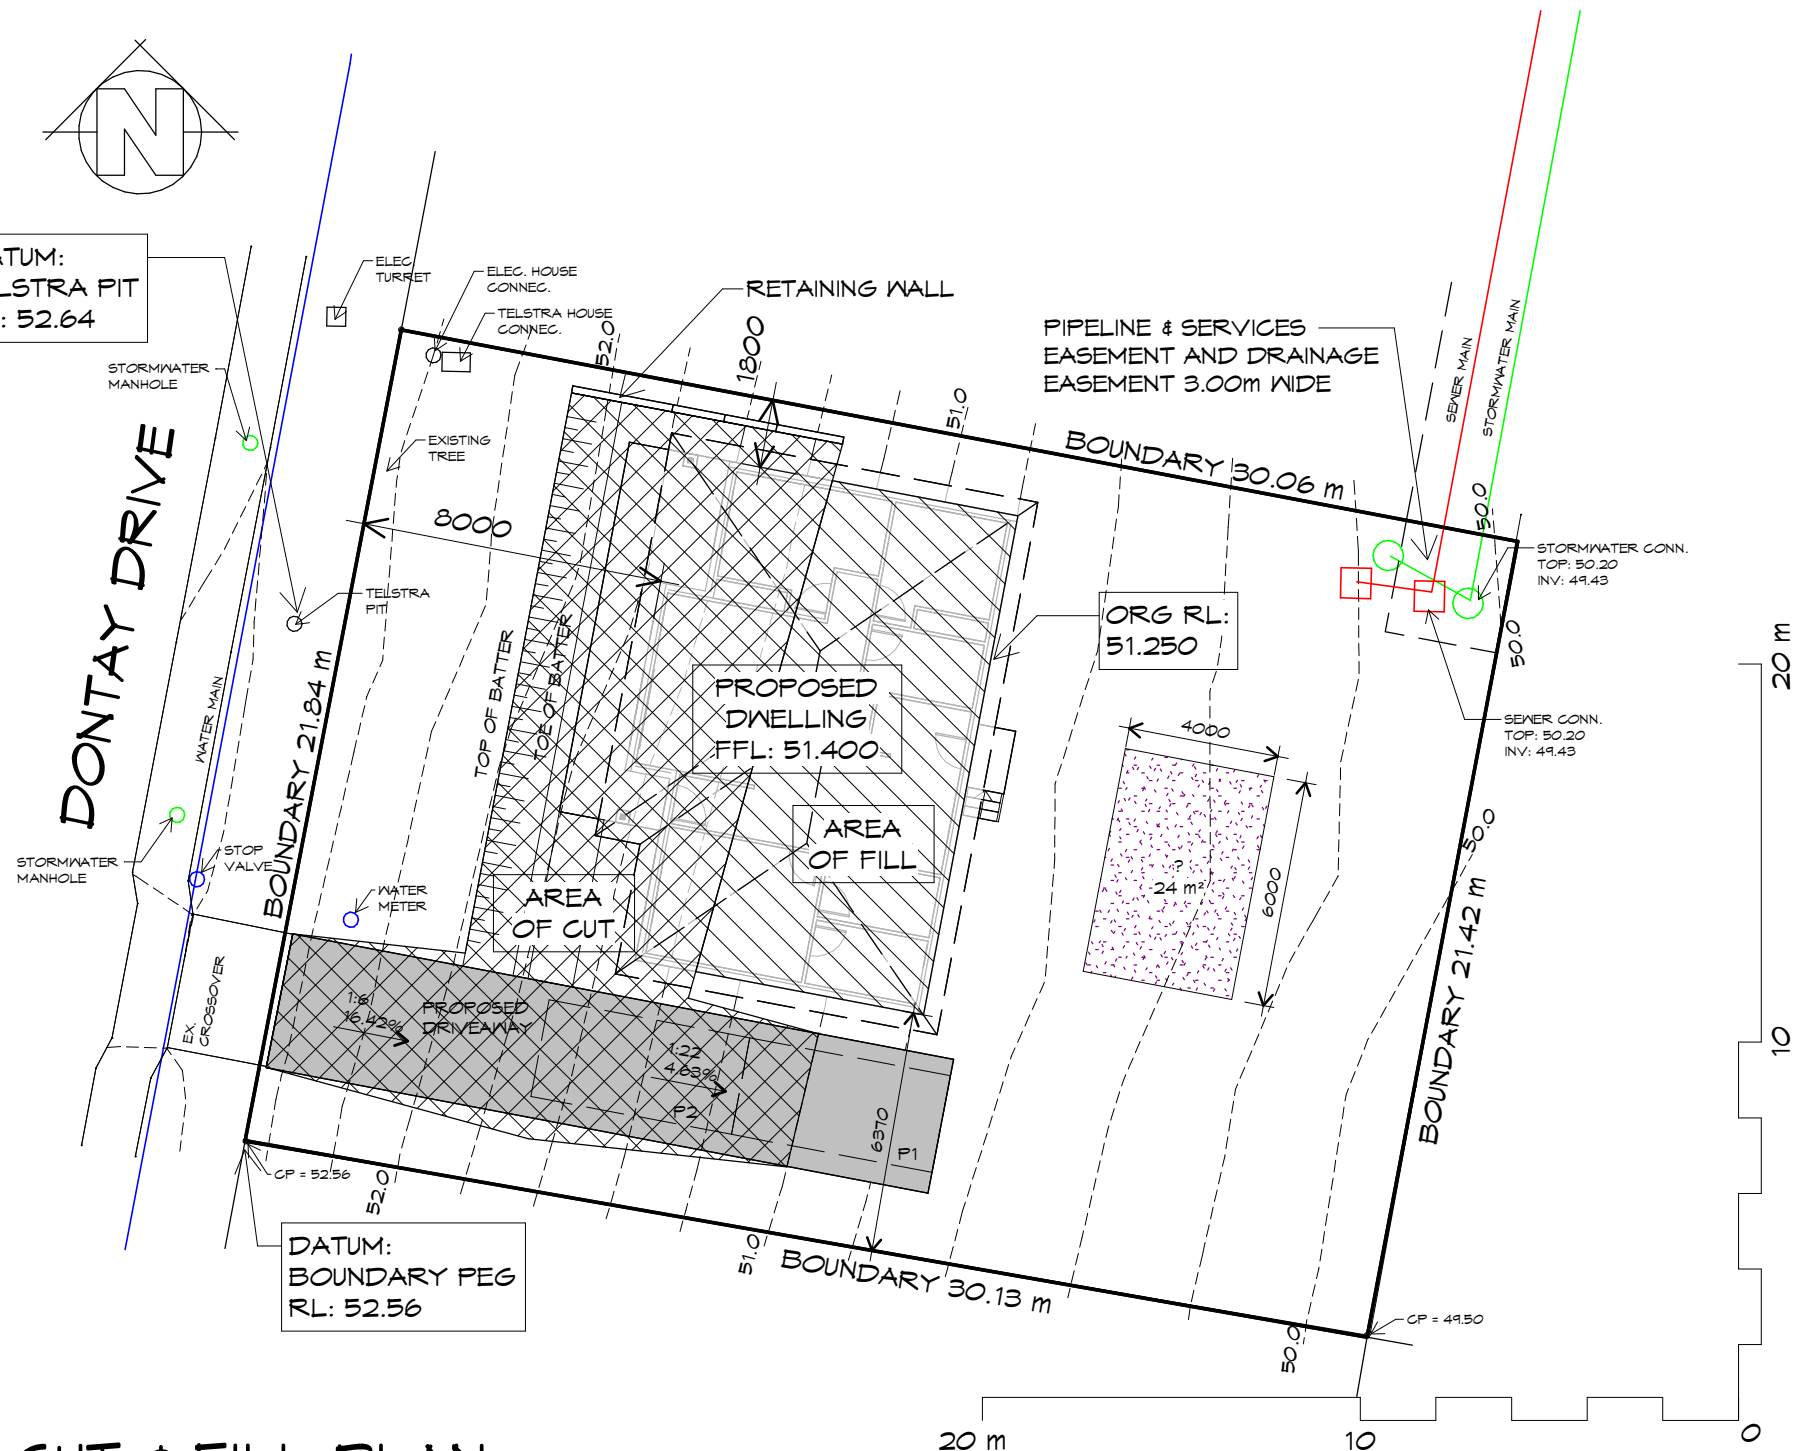 N
ATUM:
LSTRA PIT
: 52.64
STORMWATER
MANHOLE
DONTAY DRIVE
ELEC.
TURRET
ELEC. HOUSE
CONNEC.
TELSTRA HOUSE
CONNEC.
RETAINING WALL
52.0
1800
51.0
PIPELINE & SERVICES
EASEMENT AND DRAINAGE
EASEMENT 3.00m WIDE
SEWER MAIN
STORMWATER MAIN
BOUNDARY 30.06 m
50.0
EXISTING
TREE
8000
STORMWATER CONN.
TOP: 50.20
INV: 49.43
TELSTRA
PIT
ORG RL:
51.250
50.0
20 m
WATER MAIN
BOUNDARY 21.84 m
TOP OF BATTER
TOE OF BATTER
PROPOSED
DWELLING
FFL: 51.400
4000
SEWER CONN.
TOP: 50.20
INV: 49.43
STORMWATER
MANHOLE
STOP
VALVE
WATER
METER
AREA
OF FILL
?
24 m²
6000
50.0
AREA
OF CUT
BOUNDARY 21.42 m
EX.
CROSSOVER
1:6
16.42%
PROPOSED
DRIVEAWAY
1:22
4.63%
P2
6370
P1
10
CP = 52.56
52.0
DATUM:
BOUNDARY PEG
RL: 52.56
51.0
BOUNDARY 30.13 m
50.0
CP = 49.50
CUT & FILL PLAN
20 m
10
0